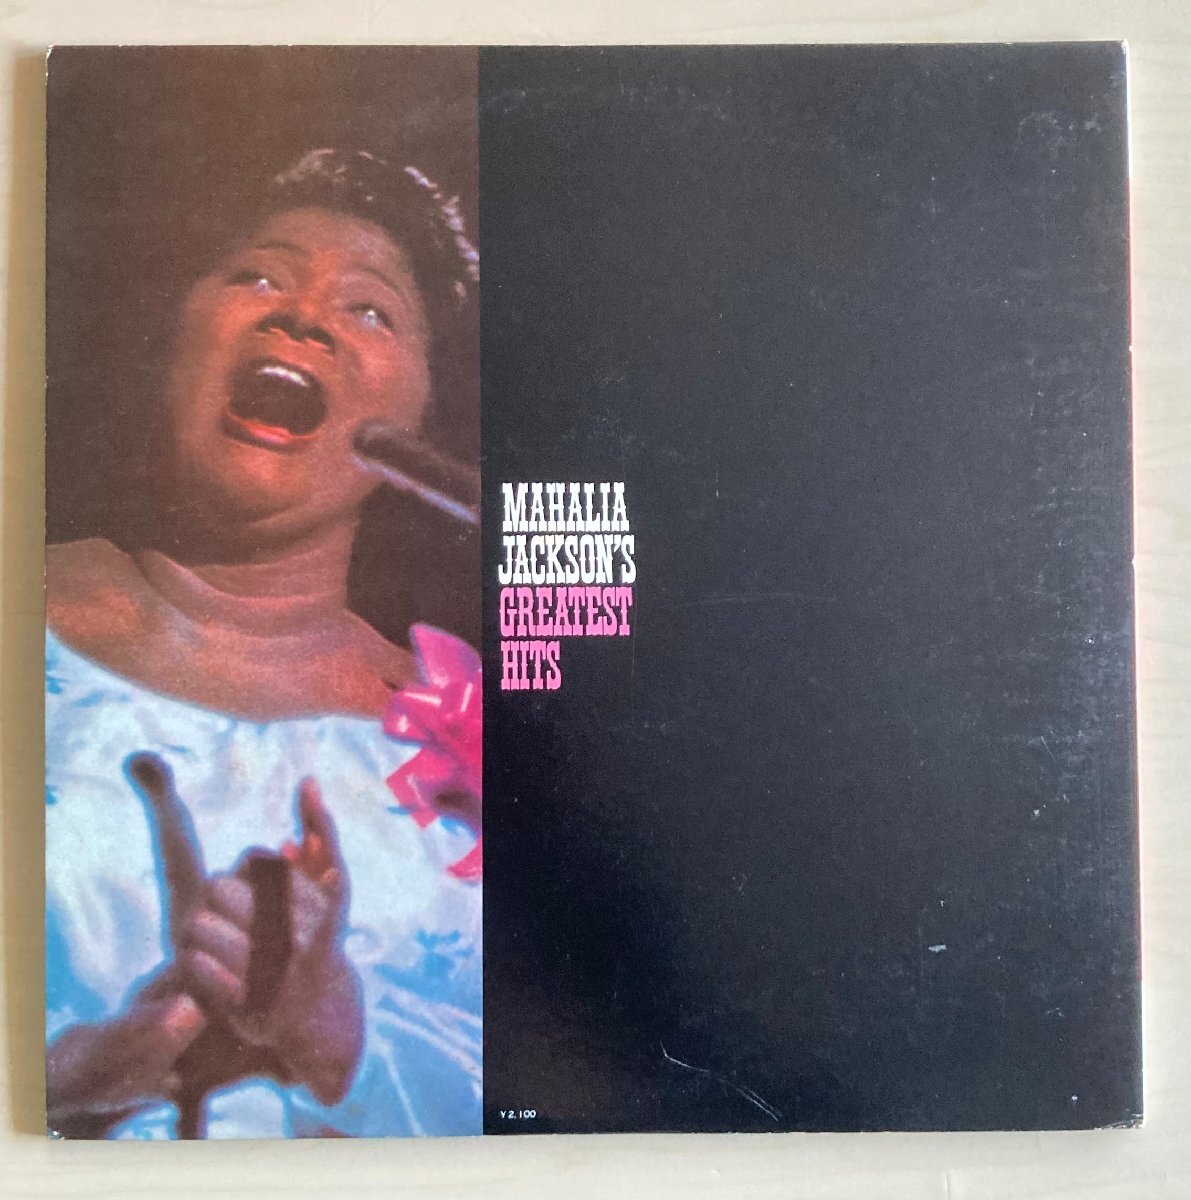 MAHALIA
JACKSON'S
GREATEST
HITS
¥2,100